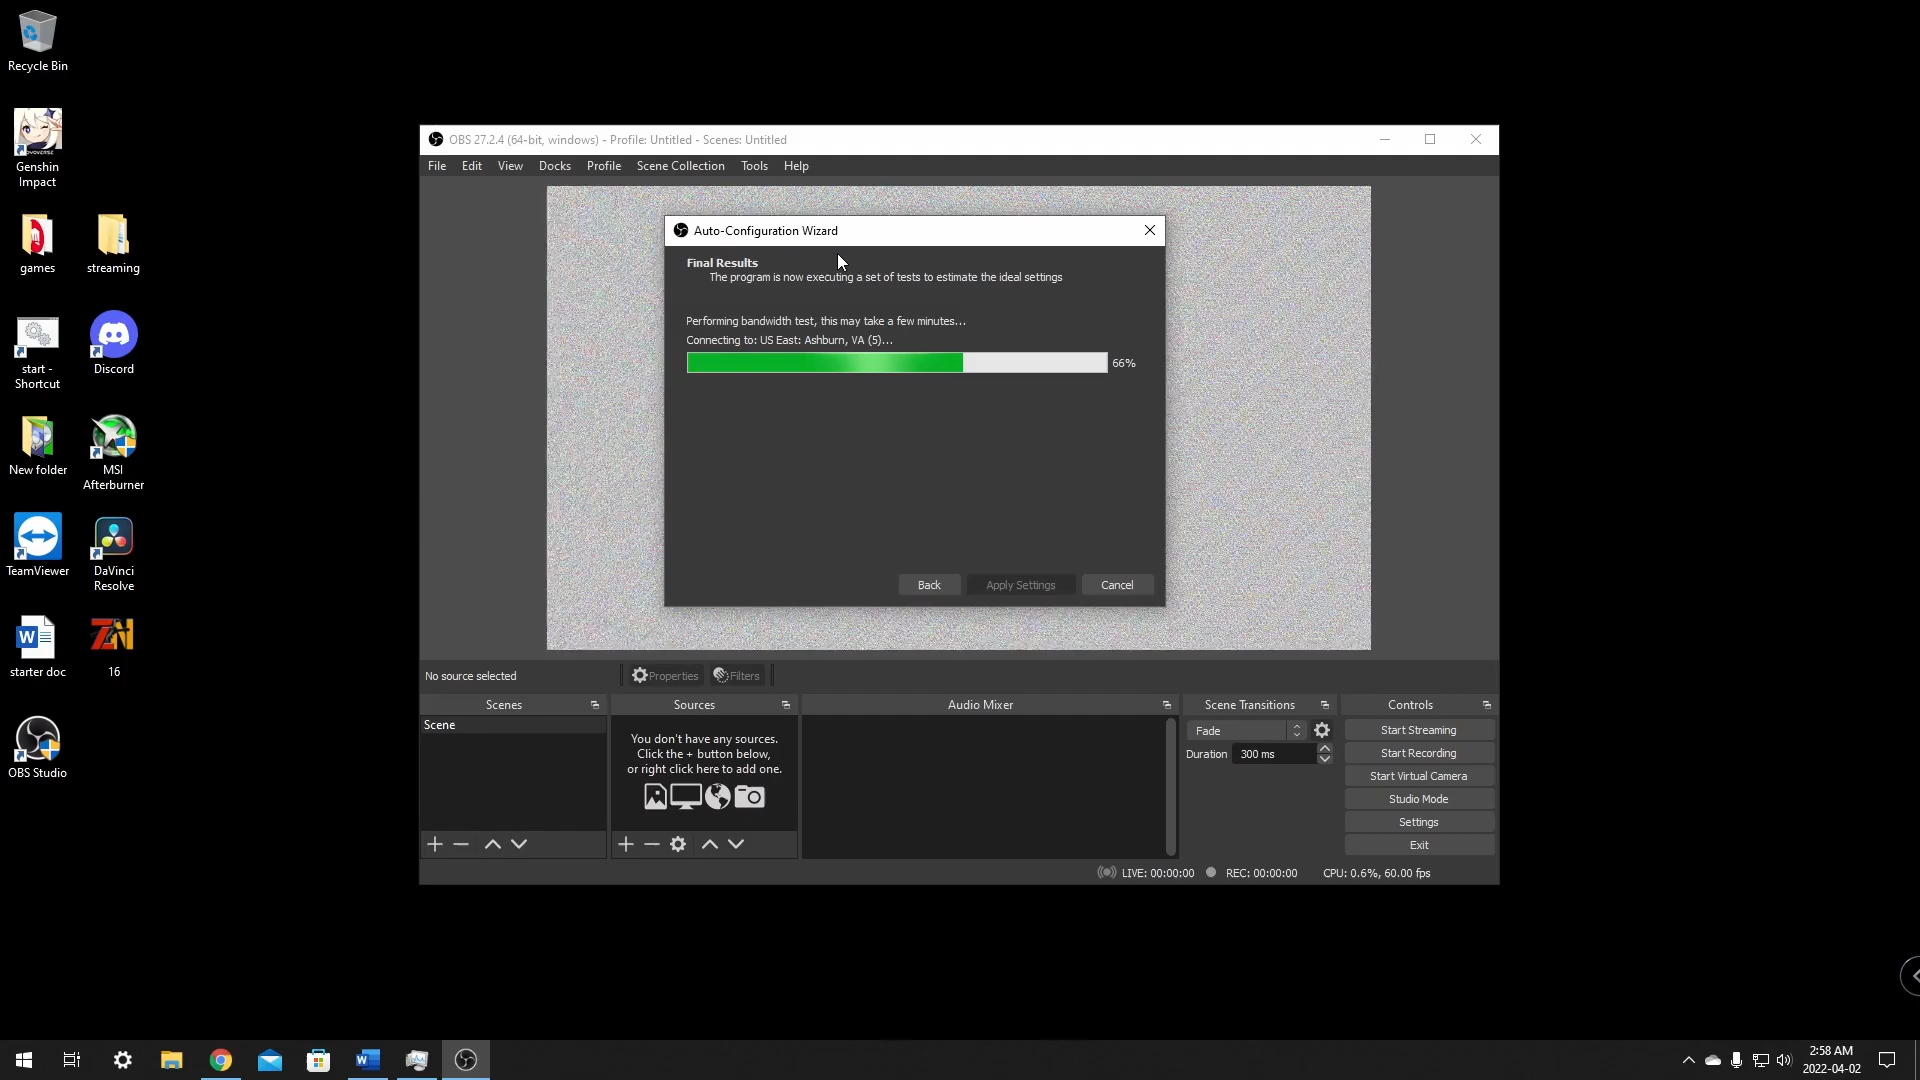 Recycle Bin
Genshin
Impact
games
streaming
start -
Shortcut
Discord
New folder
MSI
Afterburner
TeamViewer
DaVinci
Resolve
starter doc
16
OBS Studio
OBS 27.2.4 (64-bit, windows) - Profile: Untitled - Scenes: Untitled
File Edit View Docks Profile Scene Collection Tools Help
Auto-Configuration Wizard
Final Results
The program is now executing a set of tests to estimate the ideal settings
Performing bandwidth test, this may take a few minutes...
Connecting to: US East: Ashburn, VA (5)...
66%
Back Apply Settings Cancel
No source selected Properties Filters
Scenes
Scene
Sources
You don't have any sources.
Click the + button below,
or right click here to add one.
Audio Mixer
Scene Transitions
Fade
Duration 300 ms
Controls
Start Streaming
Start Recording
Start Virtual Camera
Studio Mode
Settings
Exit
LIVE: 00:00:00 REC: 00:00:00 CPU: 0.6%, 60.00 fps
2:58 AM
2022-04-02